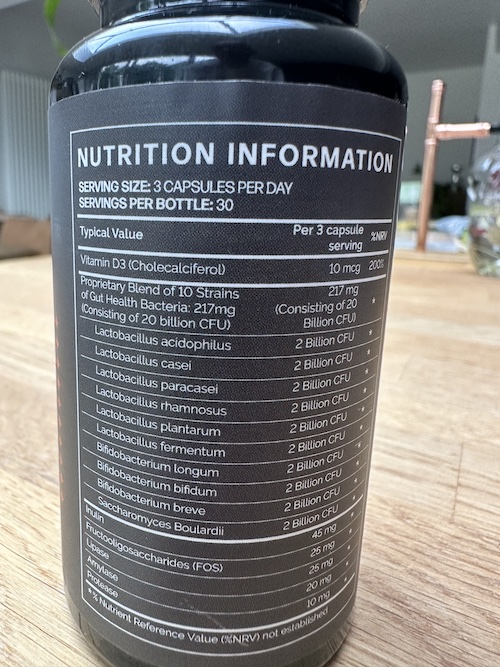 NUTRITION INFORMATION
SERVING SIZE: 3 CAPSULES PER DAY
SERVINGS PER BOTTLE: 30
Typical Value Per 3 capsule serving %NRV
Vitamin D3 (Cholecalciferol) 10 mcg 200%
Proprietary Blend of 10 Strains 217 mg
of Gut Health Bacteria: 217mg (Consisting of 20 *
(Consisting of 20 billion CFU) Billion CFU)
Lactobacillus acidophilus 2 Billion CFU *
Lactobacillus casei 2 Billion CFU *
Lactobacillus paracasei 2 Billion CFU *
Lactobacillus rhamnosus 2 Billion CFU *
Lactobacillus plantarum 2 Billion CFU *
Lactobacillus fermentum 2 Billion CFU *
Bifidobacterium longum 2 Billion CFU *
Bifidobacterium bifidum 2 Billion CFU *
Bifidobacterium breve 2 Billion CFU *
Saccharomyces Boulardii 2 Billion CFU *
Inulin 45 mg *
Fructooligosaccharides (FOS) 25 mg *
Lipase 25 mg *
Amylase 20 mg *
Protease 10 mg *
*% Nutrient Reference Value (%NRV) not established